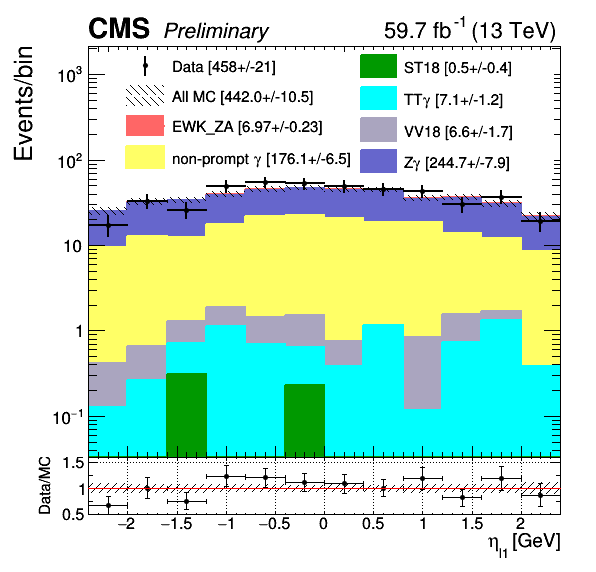 CMS Preliminary 59.7 fb⁻¹ (13 TeV)
Events/bin
Data [458+/-21]
All MC [442.0+/-10.5]
EWK_ZA [6.97+/-0.23]
non-prompt γ [176.1+/-6.5]
ST18 [0.5+/-0.4]
TTγ [7.1+/-1.2]
VV18 [6.6+/-1.7]
Zγ [244.7+/-7.9]
10³
10²
10
1
10⁻¹
Data/MC
1.5
1
0.5
−2 −1.5 −1 −0.5 0 0.5 1 1.5 2
η_l1 [GeV]